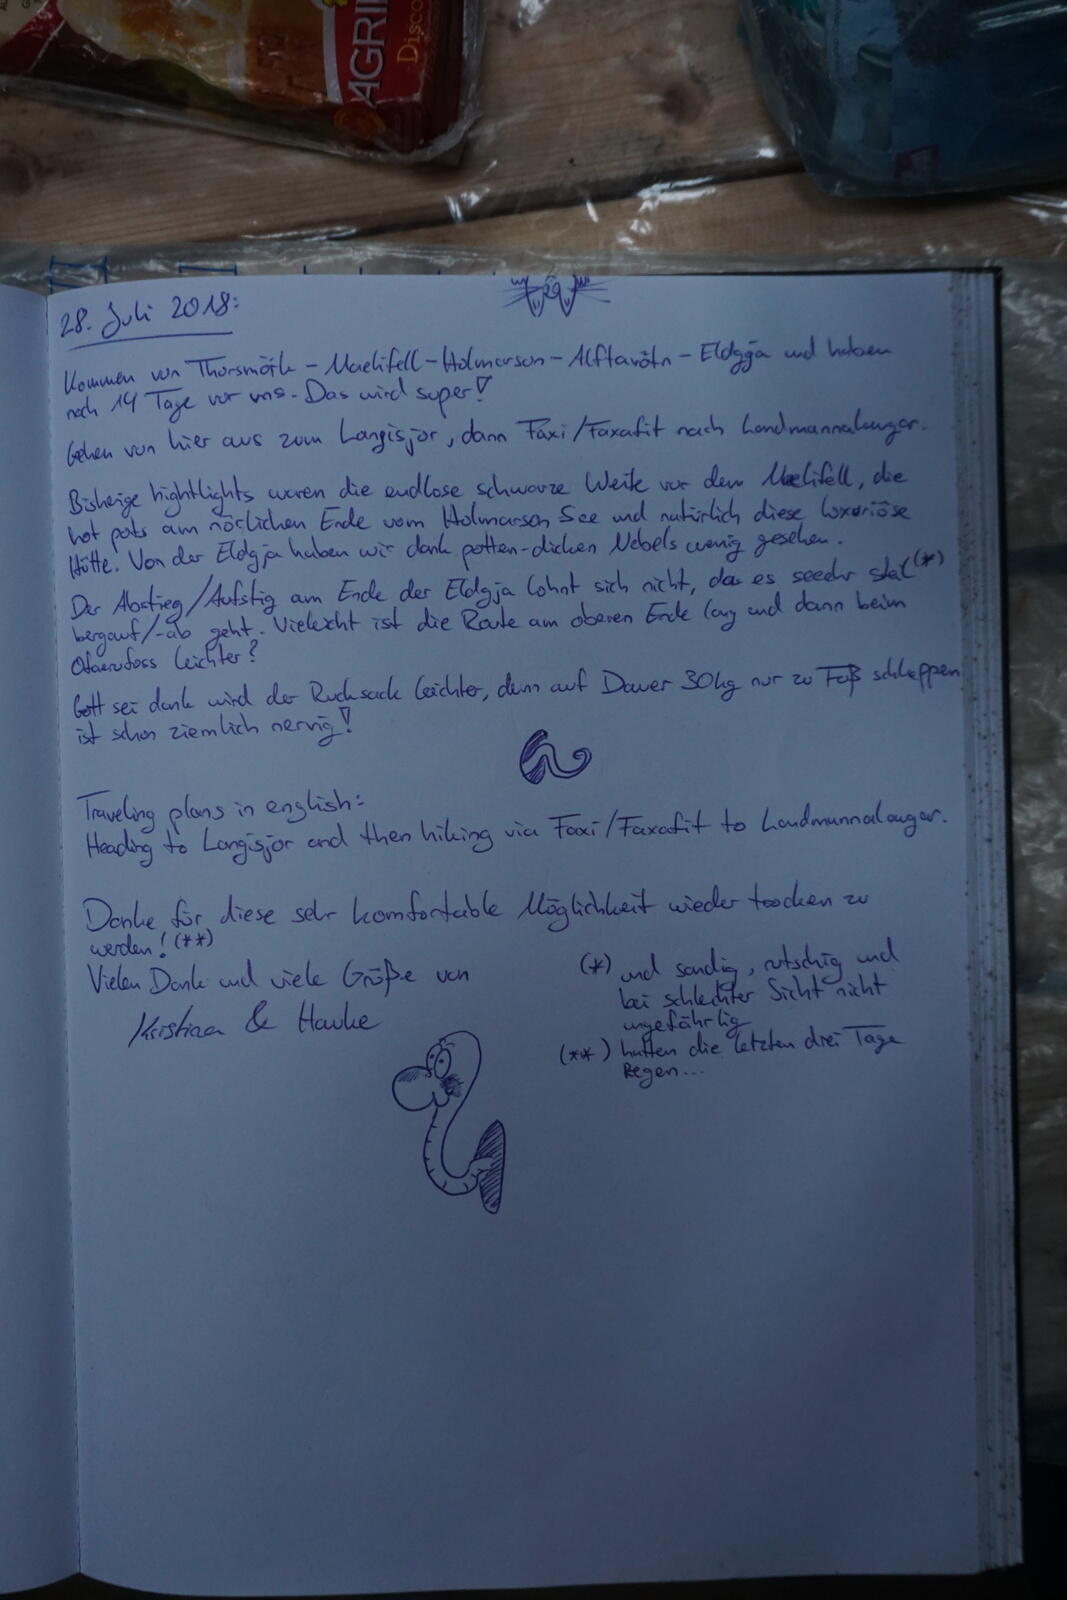 AGRI
Disco
28. Juli 2018:
Kommen von Thorsmörk - Maelifell - Holmarson - Alftavötn - Eldgja und haben
noch 14 Tage vor uns. Das wird super!
Gehen von hier aus zum Langisjor, dann Faxi/Faxafit nach Landmannalaugar.
Bisherige hightlights waren die endlose schwarze Weite vor dem Maelifell, die
hot pots am nöslichen Ende vom Holmarson See und natürlich diese luxoriöse
Hütte. Von der Eldgja haben wir dank potten-dicken Nebels wenig gesehen.
Der Abstieg/Aufstig am Ende der Eldgja lohnt sich nicht, da es seeehr steil (*)
bergauf/-ab geht. Vieleicht ist die Route am oberen Ende lang und dann beim
Ofaerufoss leichter?
Gott sei dank wird der Rucksack leichter, denn auf Dauer 30kg nur zu Fuß schleppen
ist schon ziemlich nervig!
Traveling plans in english:
Heading to Langisjor and then hiking via Faxi/Faxafit to Landmannalaugar.
Danke für diese sehr komfortable Möglichkeit wieder trocken zu
werden! (**)
Vielen Dank und viele Grüße von
Kristina & Hauke
(*) und sandig, rutschig und
bei schlechter Sicht nicht
ungefährlig
(**) hatten die letzten drei Tage
Regen...